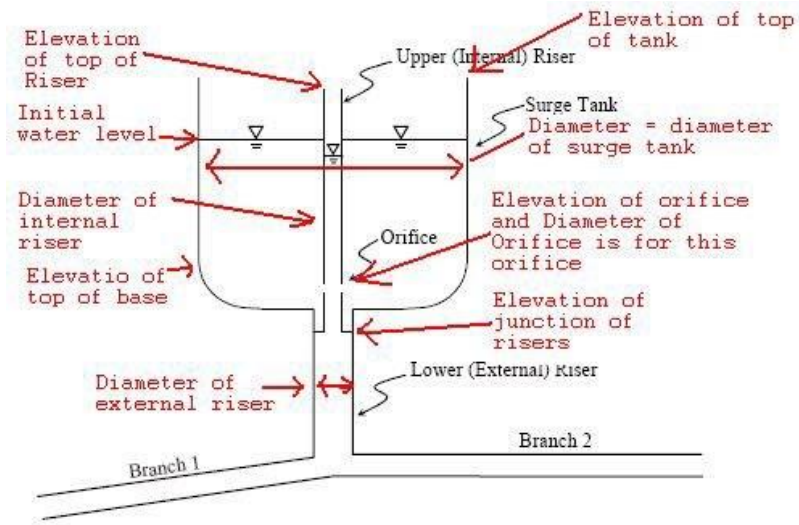 Elevation
of top of
Riser
Upper (Internal) Riser
Elevation of top
of tank
Initial
water level
Surge Tank
Diameter = diameter
of surge tank
Diameter of
internal
riser
Orifice
Elevation of orifice
and Diameter of
Orifice is for this
orifice
Elevatio of
top of base
Elevation of
junction of
risers
Diameter of
external riser
Lower (External) Riser
Branch 1
Branch 2